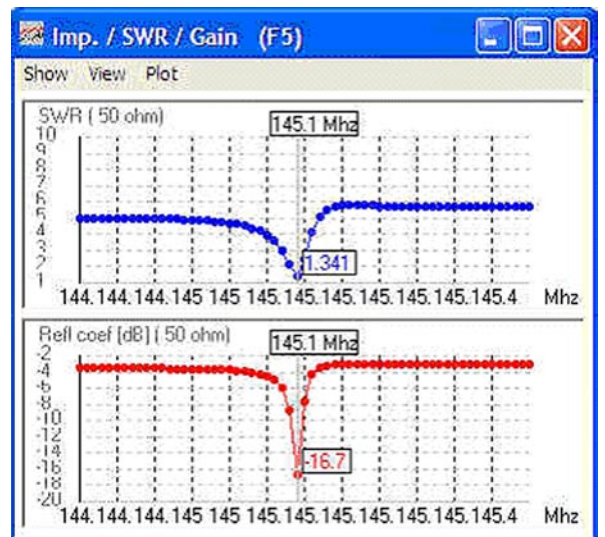 Imp. / SWR / Gain (F5)
Show View Plot
SWR ( 50 ohm)
145.1 Mhz
10
9
8
7
6
5
4
3
2
1
1.341
144.144.144.145 145 145.145.145.145.145.145.4 Mhz
Refl coef [dB] ( 50 ohm)
145.1 Mhz
-2
-4
-6
-8
-10
-12
-14
-16
-18
-20
-16.7
144.144.144.145 145 145.145.145.145.145.145.4 Mhz